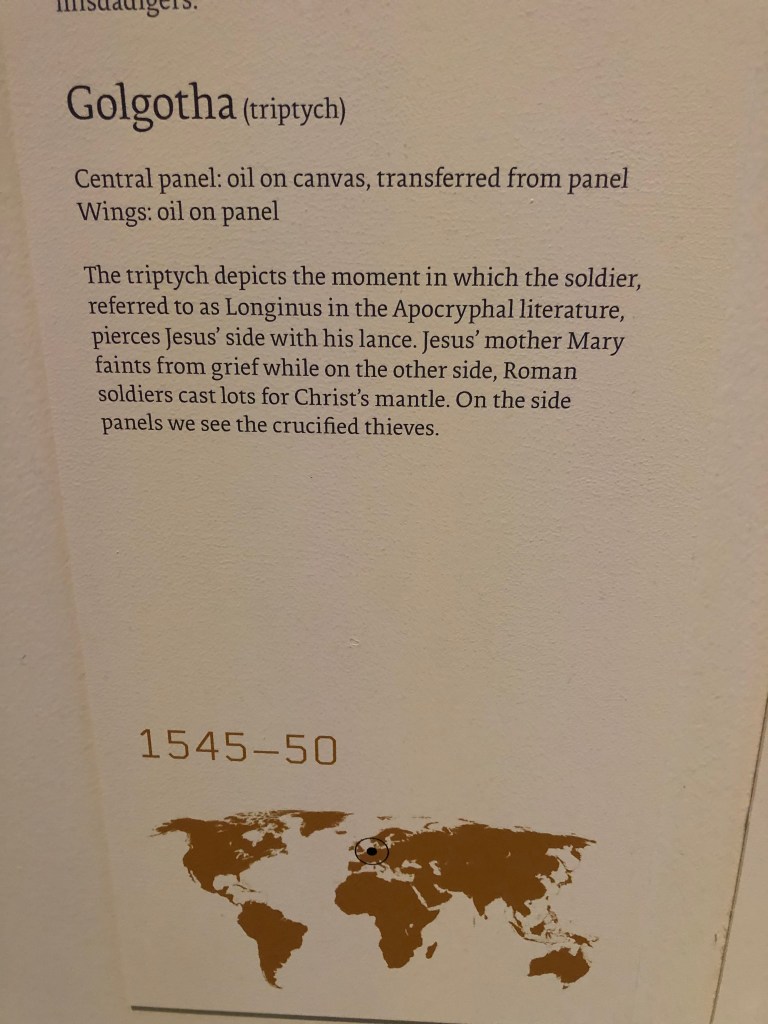 misdadigers.
Golgotha (triptych)
Central panel: oil on canvas, transferred from panel
Wings: oil on panel
The triptych depicts the moment in which the soldier,
referred to as Longinus in the Apocryphal literature,
pierces Jesus’ side with his lance. Jesus’ mother Mary
faints from grief while on the other side, Roman
soldiers cast lots for Christ’s mantle. On the side
panels we see the crucified thieves.
1545–50